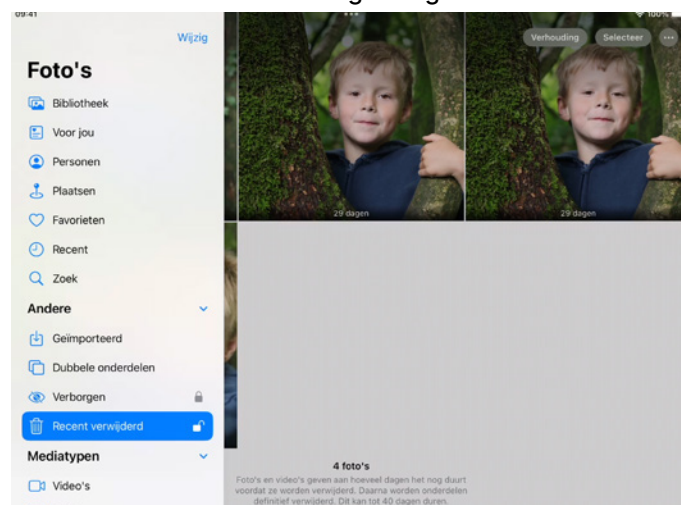 09:41
100%
Wijzig
Verhouding
Selecteer
Foto's
Bibliotheek
Voor jou
Personen
Plaatsen
Favorieten
Recent
Zoek
Andere
Geïmporteerd
Dubbele onderdelen
Verborgen
Recent verwijderd
Mediatypen
Video's
29 dagen
29 dagen
4 foto's
Foto's en video's geven aan hoeveel dagen het nog duurt
voordat ze worden verwijderd. Daarna worden onderdelen
definitief verwijderd. Dit kan tot 40 dagen duren.